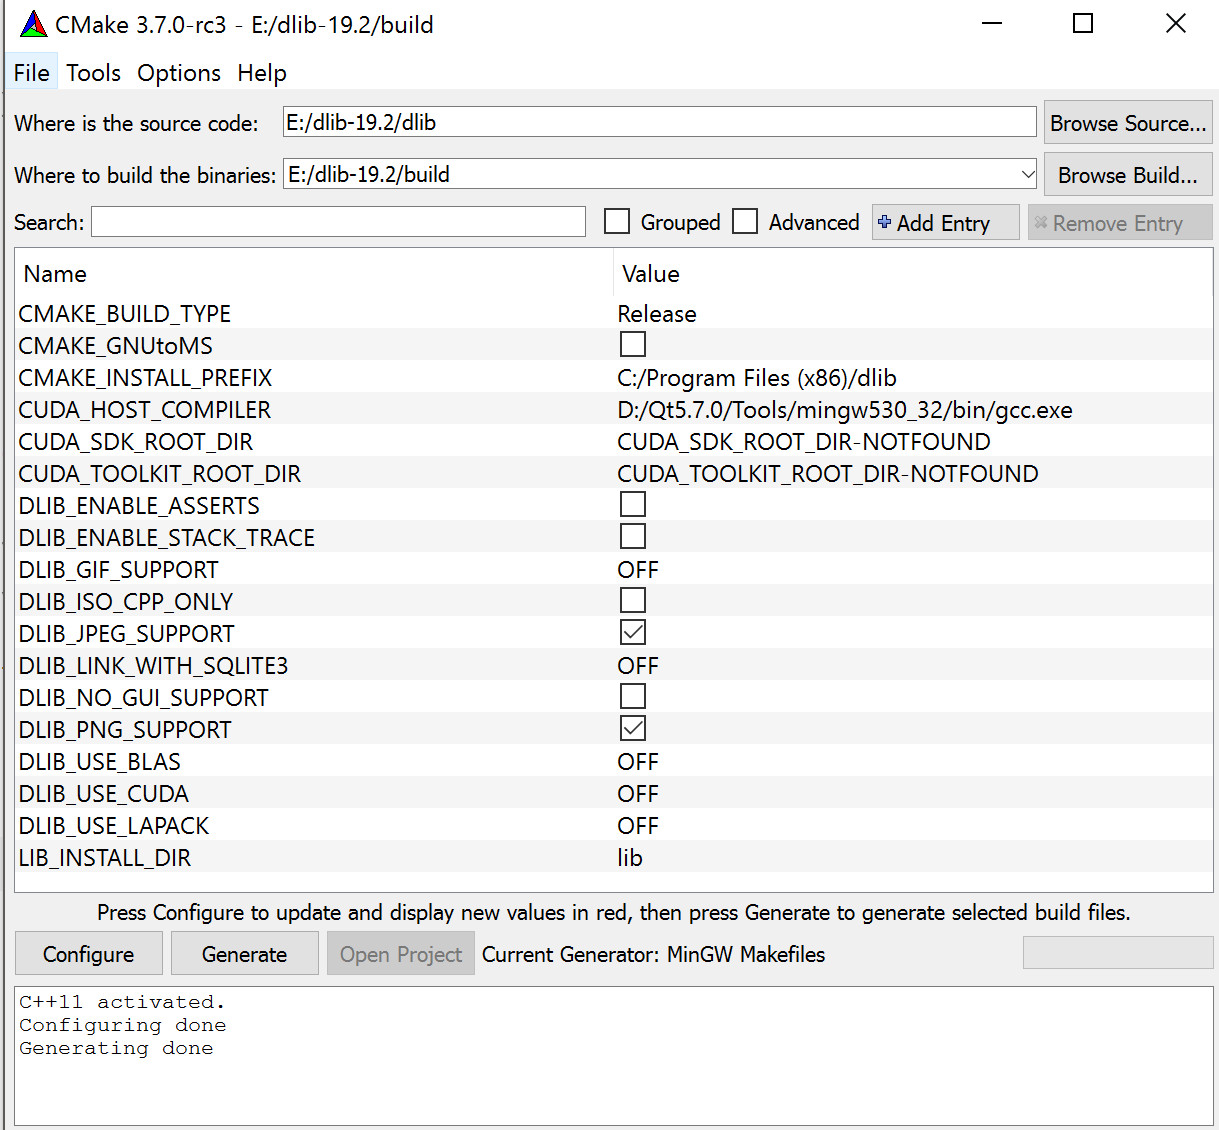 CMake 3.7.0-rc3 - E:/dlib-19.2/build
File Tools Options Help
Where is the source code: E:/dlib-19.2/dlib Browse Source...
Where to build the binaries: E:/dlib-19.2/build Browse Build...
Search: Grouped Advanced Add Entry Remove Entry
Name Value
CMAKE_BUILD_TYPE Release
CMAKE_GNUtoMS
CMAKE_INSTALL_PREFIX C:/Program Files (x86)/dlib
CUDA_HOST_COMPILER D:/Qt5.7.0/Tools/mingw530_32/bin/gcc.exe
CUDA_SDK_ROOT_DIR CUDA_SDK_ROOT_DIR-NOTFOUND
CUDA_TOOLKIT_ROOT_DIR CUDA_TOOLKIT_ROOT_DIR-NOTFOUND
DLIB_ENABLE_ASSERTS
DLIB_ENABLE_STACK_TRACE
DLIB_GIF_SUPPORT OFF
DLIB_ISO_CPP_ONLY
DLIB_JPEG_SUPPORT
DLIB_LINK_WITH_SQLITE3 OFF
DLIB_NO_GUI_SUPPORT
DLIB_PNG_SUPPORT
DLIB_USE_BLAS OFF
DLIB_USE_CUDA OFF
DLIB_USE_LAPACK OFF
LIB_INSTALL_DIR lib
Press Configure to update and display new values in red, then press Generate to generate selected build files.
Configure Generate Open Project Current Generator: MinGW Makefiles
C++11 activated.
Configuring done
Generating done